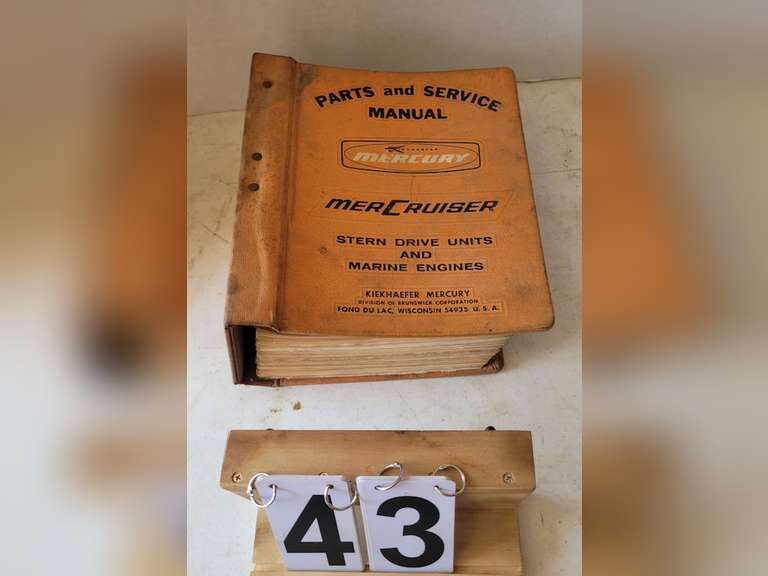 PARTS and SERVICE
MANUAL
KIEKHAEFER
MERCURY
MERCRUISER
STERN DRIVE UNITS
AND
MARINE ENGINES
KIEKHAEFER MERCURY
DIVISION OF BRUNSWICK CORPORATION
FOND DU LAC, WISCONSIN 54935 U. S. A.
43